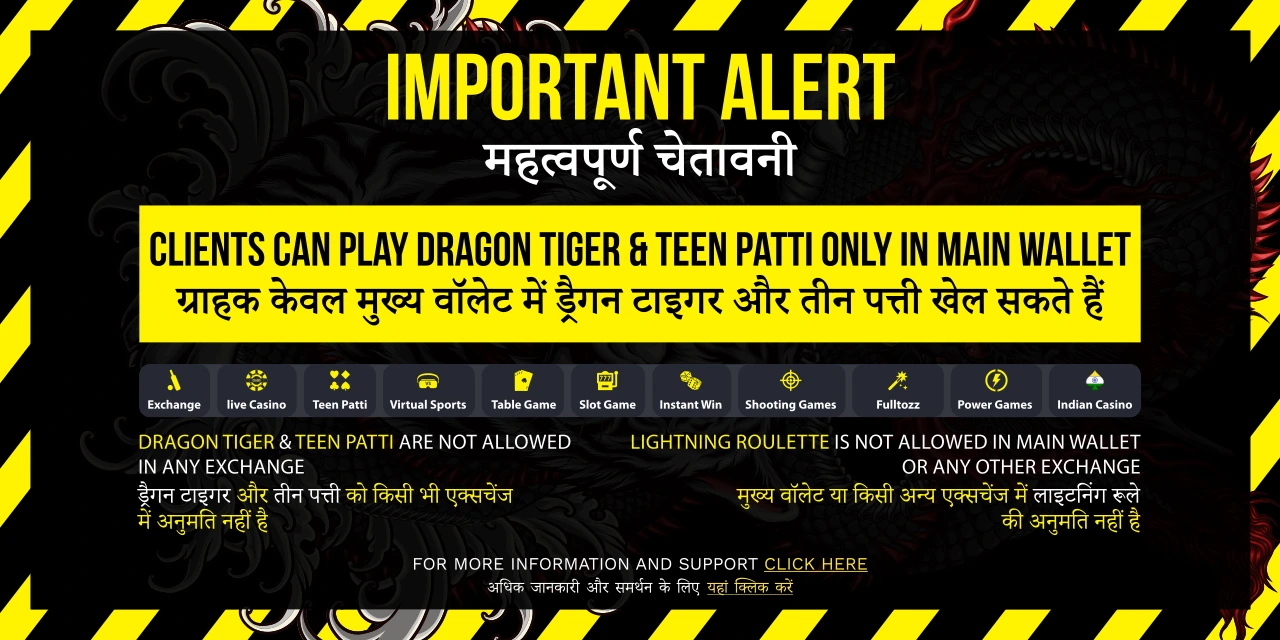 IMPORTANT ALERT
महत्वपूर्ण चेतावनी
CLIENTS CAN PLAY DRAGON TIGER & TEEN PATTI ONLY IN MAIN WALLET
ग्राहक केवल मुख्य वॉलेट में ड्रैगन टाइगर और तीन पत्ती खेल सकते हैं
Exchange live Casino Teen Patti Virtual Sports Table Game Slot Game Instant Win Shooting Games Fulltozz Power Games Indian Casino
DRAGON TIGER & TEEN PATTI ARE NOT ALLOWED
IN ANY EXCHANGE
ड्रैगन टाइगर और तीन पत्ती को किसी भी एक्सचेंज
में अनुमति नहीं है
LIGHTNING ROULETTE IS NOT ALLOWED IN MAIN WALLET
OR ANY OTHER EXCHANGE
मुख्य वॉलेट या किसी अन्य एक्सचेंज में लाइटनिंग रूले
की अनुमति नहीं है
FOR MORE INFORMATION AND SUPPORT CLICK HERE
अधिक जानकारी और समर्थन के लिए यहां क्लिक करें